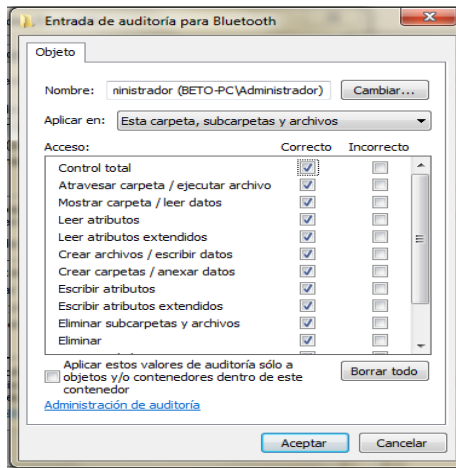 Entrada de auditoría para Bluetooth
Objeto
Nombre: ninistrador (BETO-PC\Administrador) Cambiar...
Aplicar en: Esta carpeta, subcarpetas y archivos
Acceso: Correcto Incorrecto
Control total
Atravesar carpeta / ejecutar archivo
Mostrar carpeta / leer datos
Leer atributos
Leer atributos extendidos
Crear archivos / escribir datos
Crear carpetas / anexar datos
Escribir atributos
Escribir atributos extendidos
Eliminar subcarpetas y archivos
Eliminar
Aplicar estos valores de auditoría sólo a
objetos y/o contenedores dentro de este
contenedor
Borrar todo
Administración de auditoría
Aceptar Cancelar